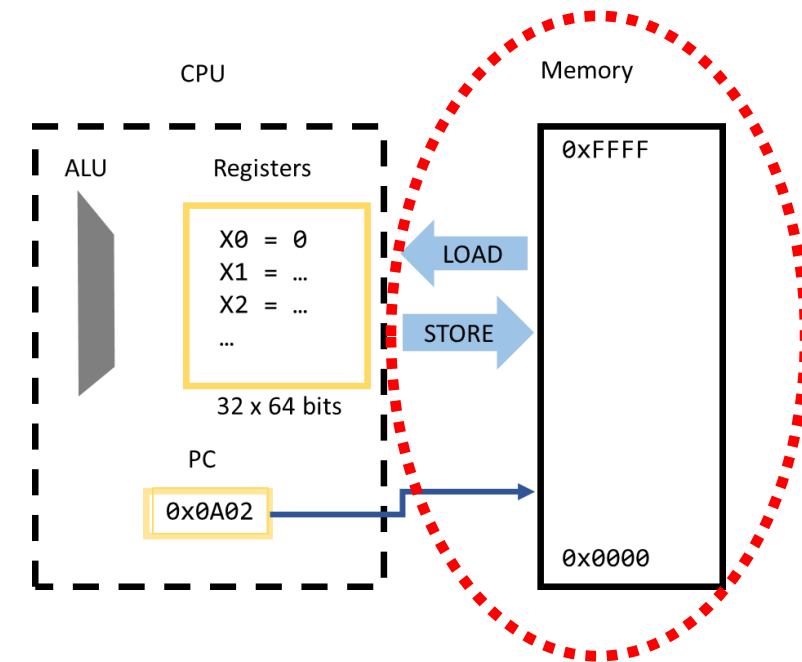 CPU
Memory
ALU
Registers
0xFFFF
X0 = 0
X1 = …
X2 = …
…
LOAD
STORE
32 x 64 bits
PC
0x0A02
0x0000